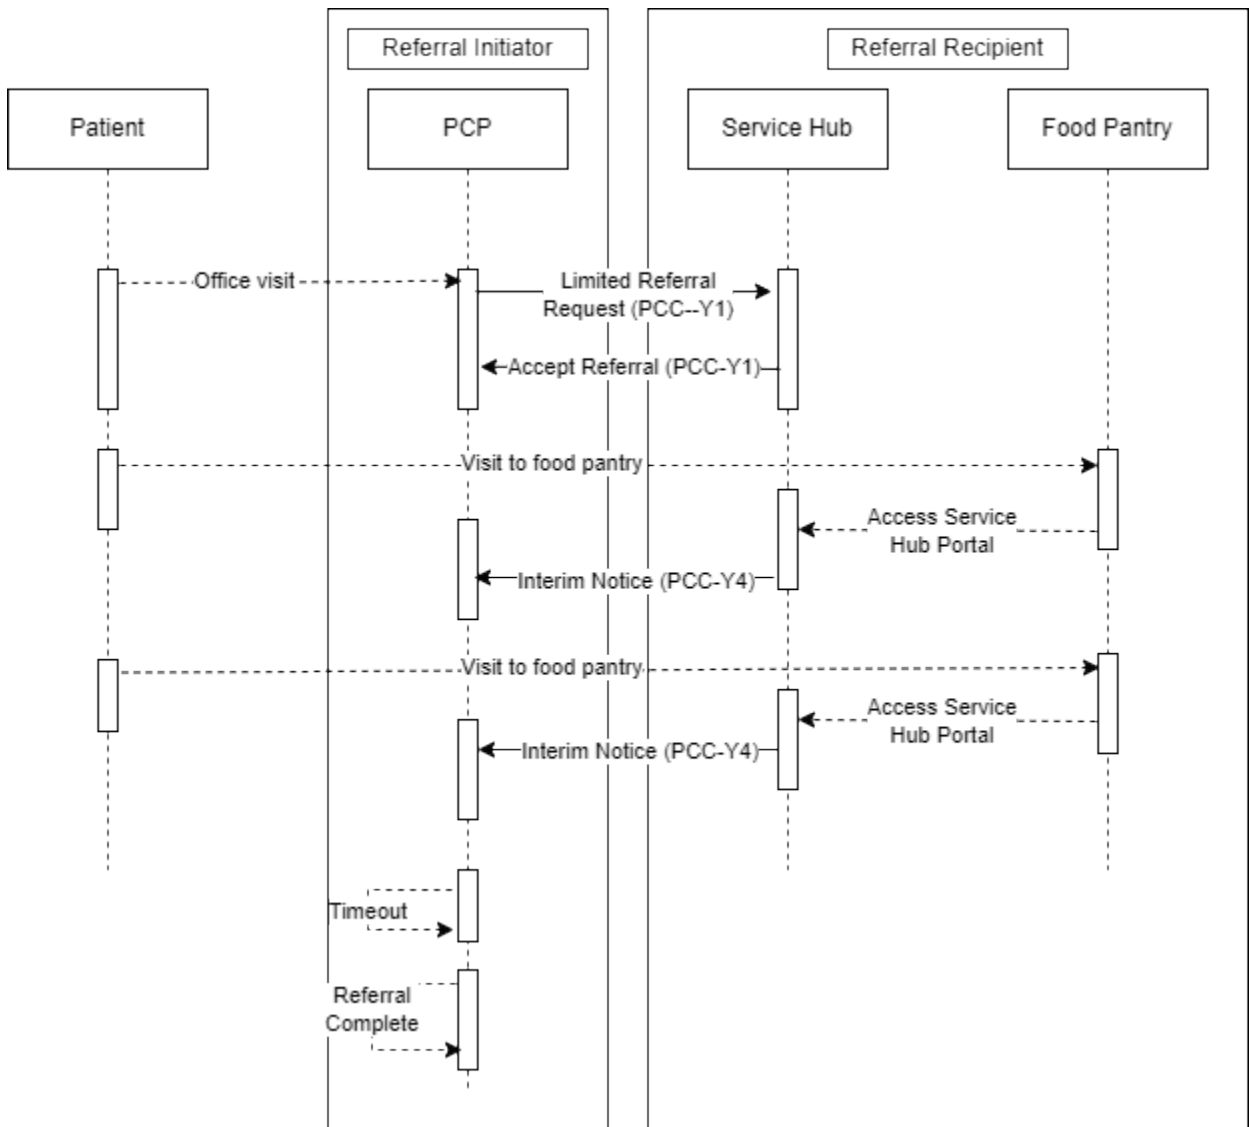 Referral Initiator
Referral Recipient
Patient
PCP
Service Hub
Food Pantry
Office visit
Limited Referral
Request (PCC--Y1)
Accept Referral (PCC-Y1)
Visit to food pantry
Access Service
Hub Portal
Interim Notice (PCC-Y4)
Visit to food pantry
Access Service
Hub Portal
Interim Notice (PCC-Y4)
Timeout
Referral
Complete